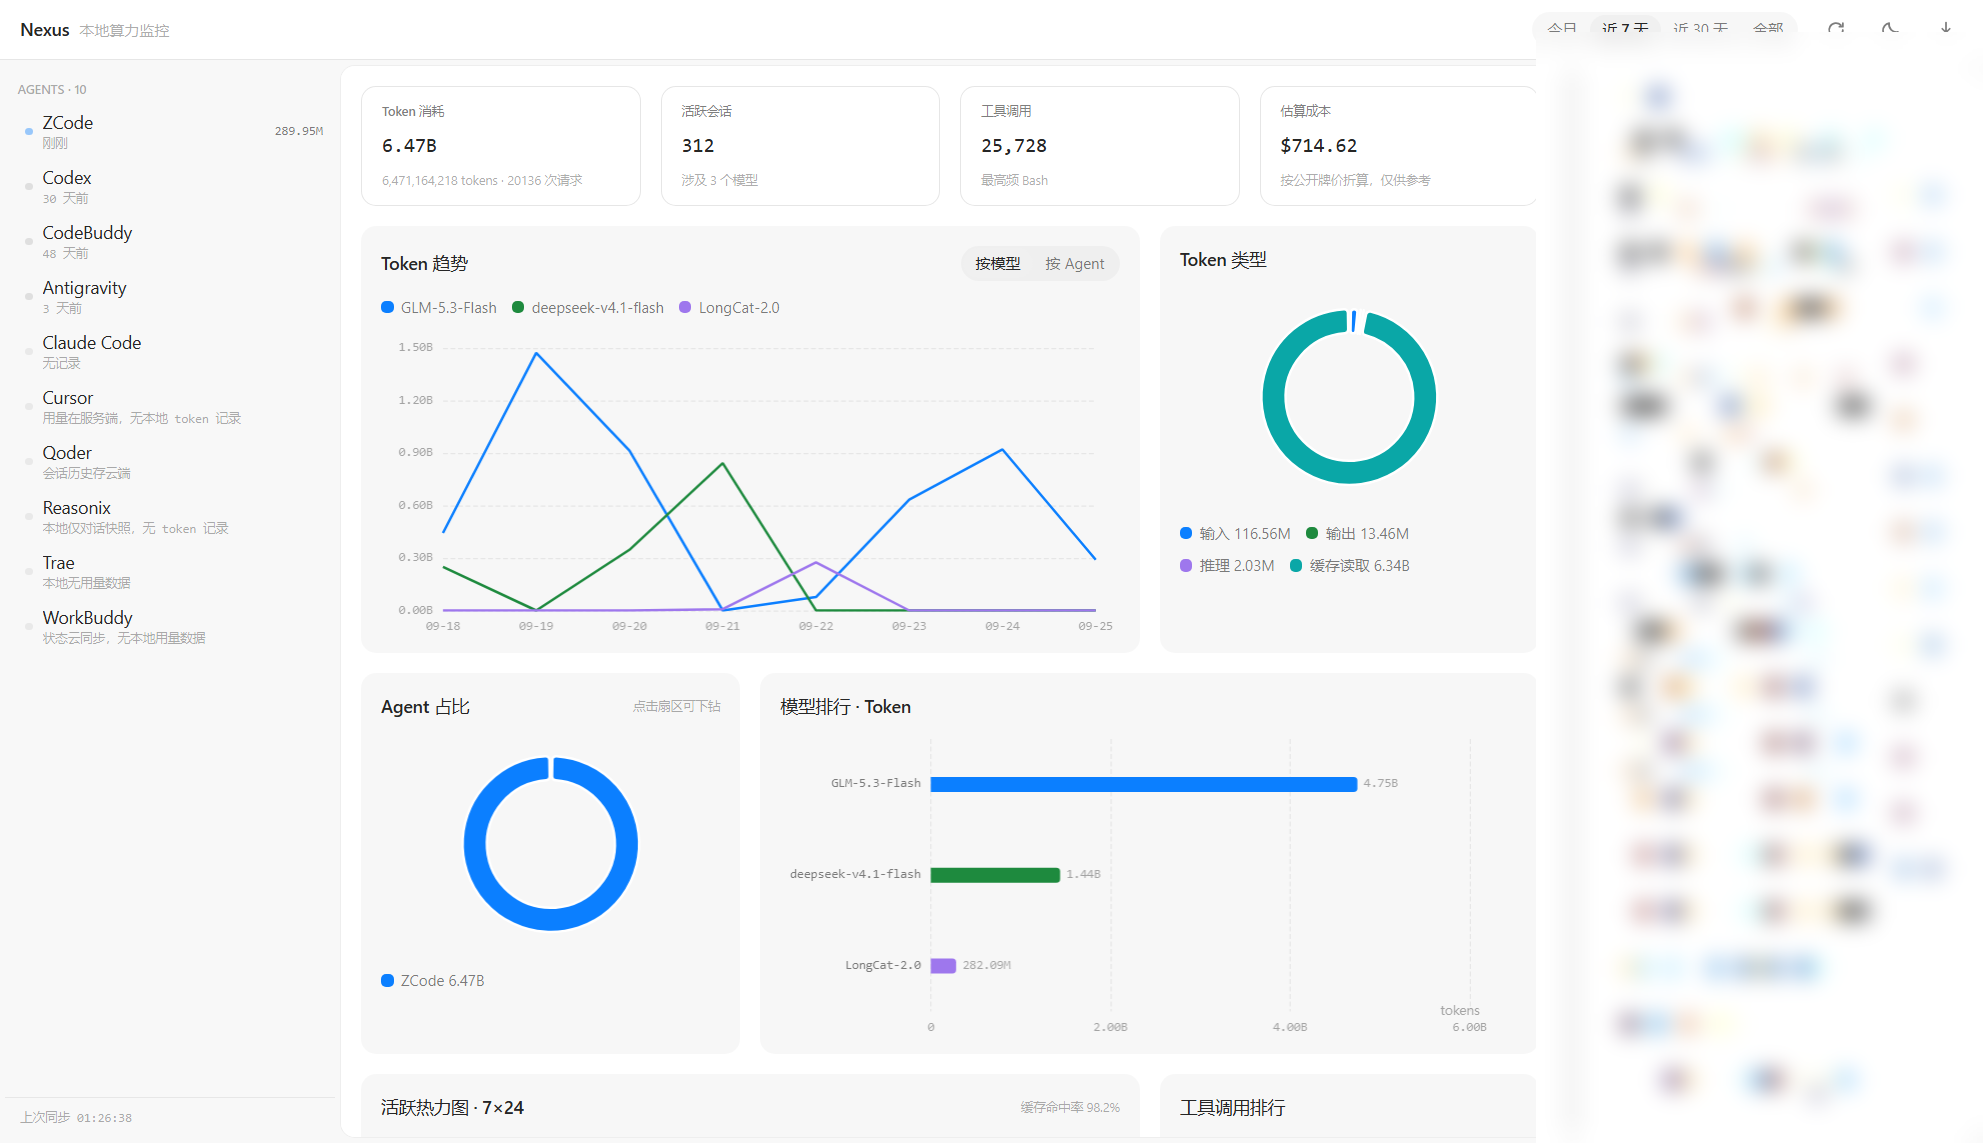 Nexus 本地算力监控
今日 近 7 天 近 30 天 全部
AGENTS · 10
ZCode
刚刚
289.95M
Codex
30 天前
CodeBuddy
48 天前
Antigravity
3 天前
Claude Code
无记录
Cursor
用量在服务端，无本地 token 记录
Qoder
会话历史存云端
Reasonix
本地仅对话快照，无 token 记录
Trae
本地无用量数据
WorkBuddy
状态云同步，无本地用量数据
上次同步 01:26:38
Token 消耗
6.47B
6,471,164,218 tokens · 20136 次请求
活跃会话
312
涉及 3 个模型
工具调用
25,728
最高频 Bash
估算成本
$714.62
按公开牌价折算，仅供参考
Token 趋势
按模型 按 Agent
GLM-5.3-Flash deepseek-v4.1-flash LongCat-2.0
1.50B
1.20B
0.90B
0.60B
0.30B
0.00B
09-18 09-19 09-20 09-21 09-22 09-23 09-24 09-25
Token 类型
输入 116.56M 输出 13.46M
推理 2.03M 缓存读取 6.34B
Agent 占比
点击扇区可下钻
ZCode 6.47B
模型排行 · Token
GLM-5.3-Flash 4.75B
deepseek-v4.1-flash 1.44B
LongCat-2.0 282.09M
tokens
0 2.00B 4.00B 6.00B
活跃热力图 · 7×24
缓存命中率 98.2%
工具调用排行